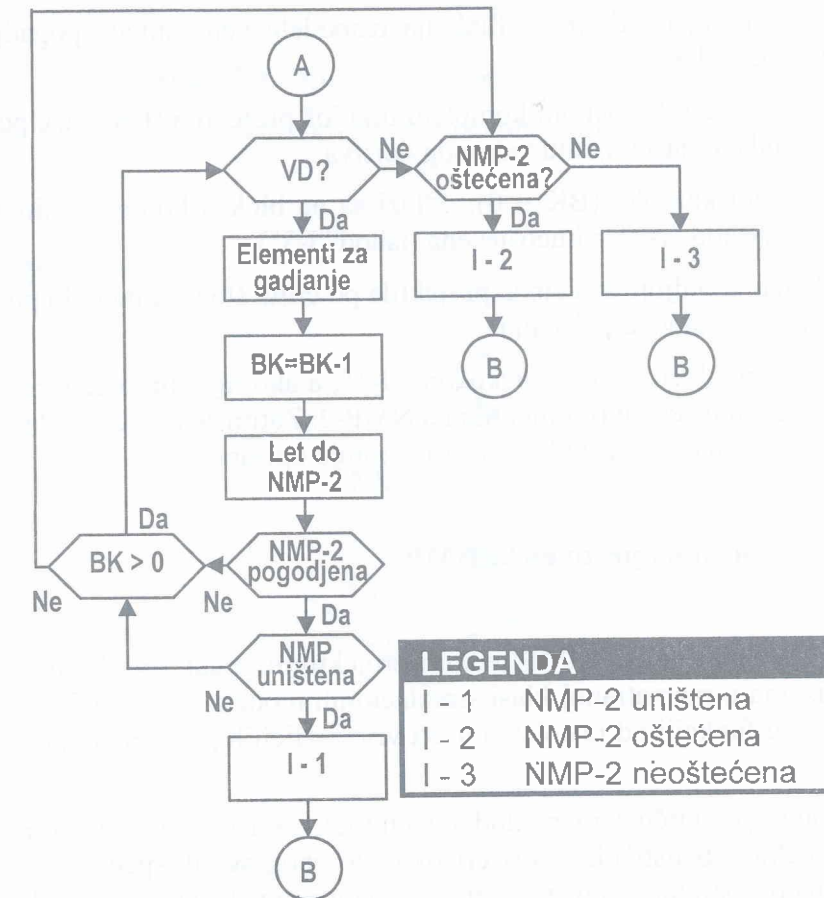 A
VD?
Ne
NMP-2
oštećena?
Ne
Da
Da
Elementi za
gadjanje
I - 2
I - 3
BK=BK-1
B
B
Let do
NMP-2
Da
BK > 0
NMP-2
pogodjena
Ne
Ne
Da
NMP
uništena
Ne
Da
I - 1
B
LEGENDA
I - 1 NMP-2 uništena
I - 2 NMP-2 oštećena
I - 3 NMP-2 neoštećena